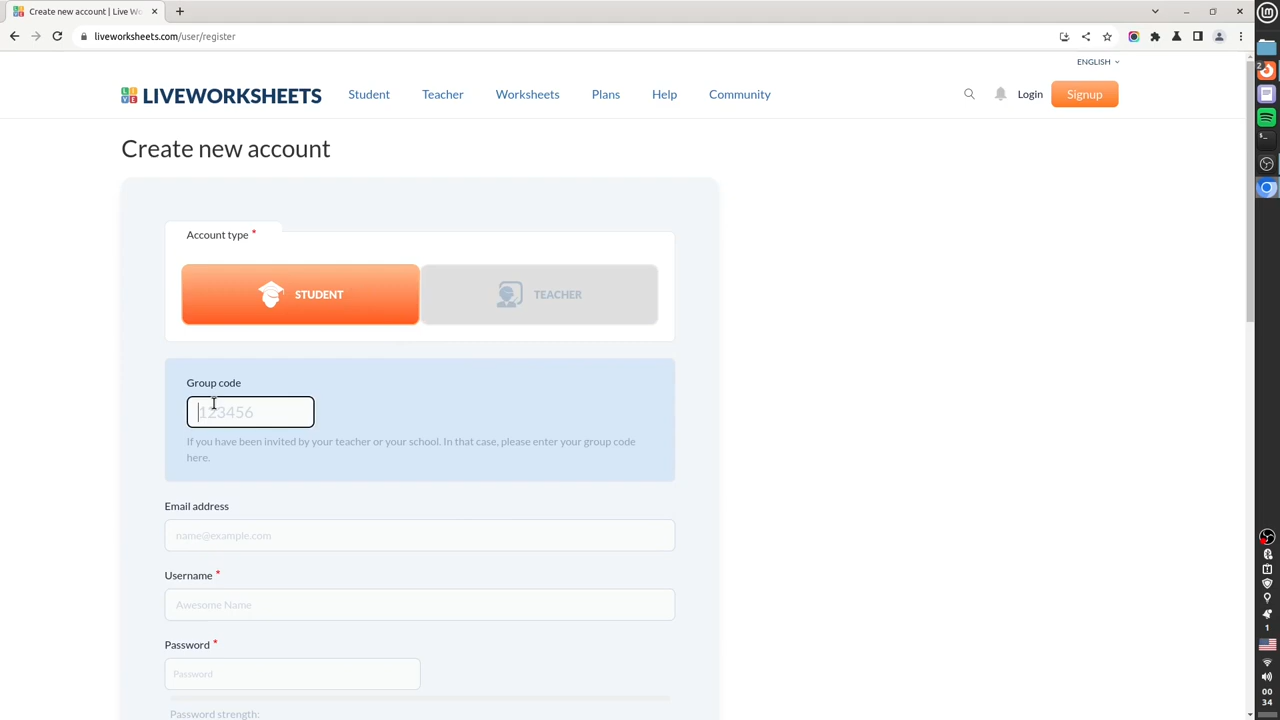 Create new account | Live W
liveworksheets.com/user/register
ENGLISH
LIVEWORKSHEETS
Student
Teacher
Worksheets
Plans
Help
Community
Login
Signup
Create new account
Account type *
STUDENT
TEACHER
Group code
123456
If you have been invited by your teacher or your school. In that case, please enter your group code
here.
Email address
name@example.com
Username *
Awesome Name
Password *
Password
Password strength:
2
1
00
34